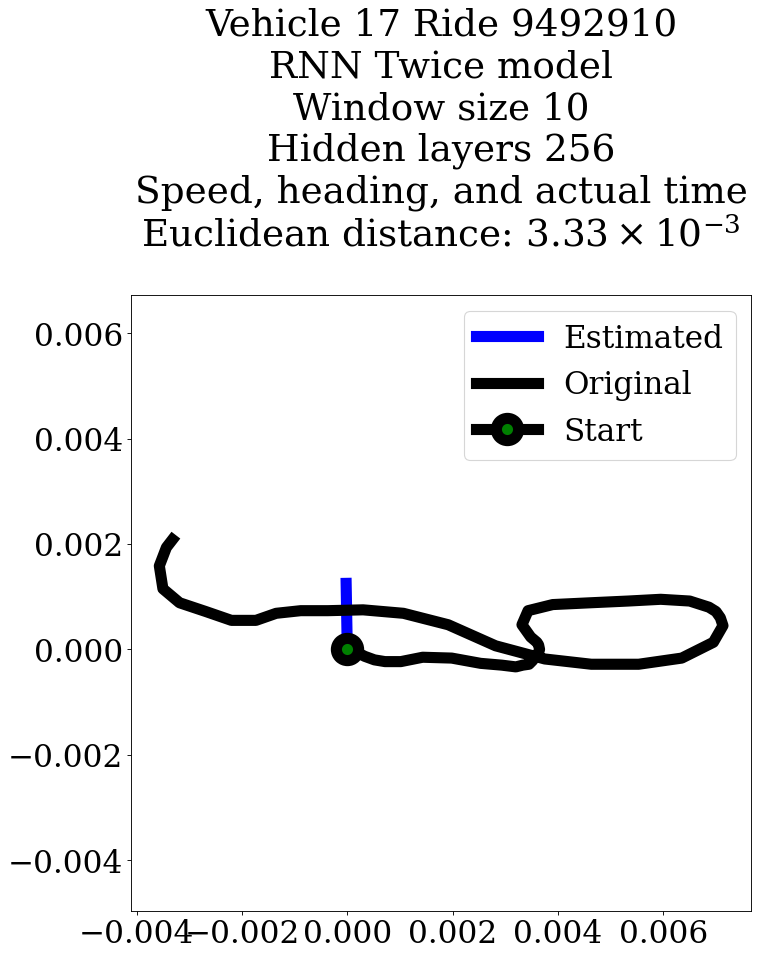 Vehicle 17 Ride 9492910
RNN Twice model
Window size 10
Hidden layers 256
Speed, heading, and actual time
Euclidean distance: 3.33 × 10⁻³
Estimated
Original
Start
0.006
0.004
0.002
0.000
−0.002
−0.004
−0.004 −0.002 0.000 0.002 0.004 0.006